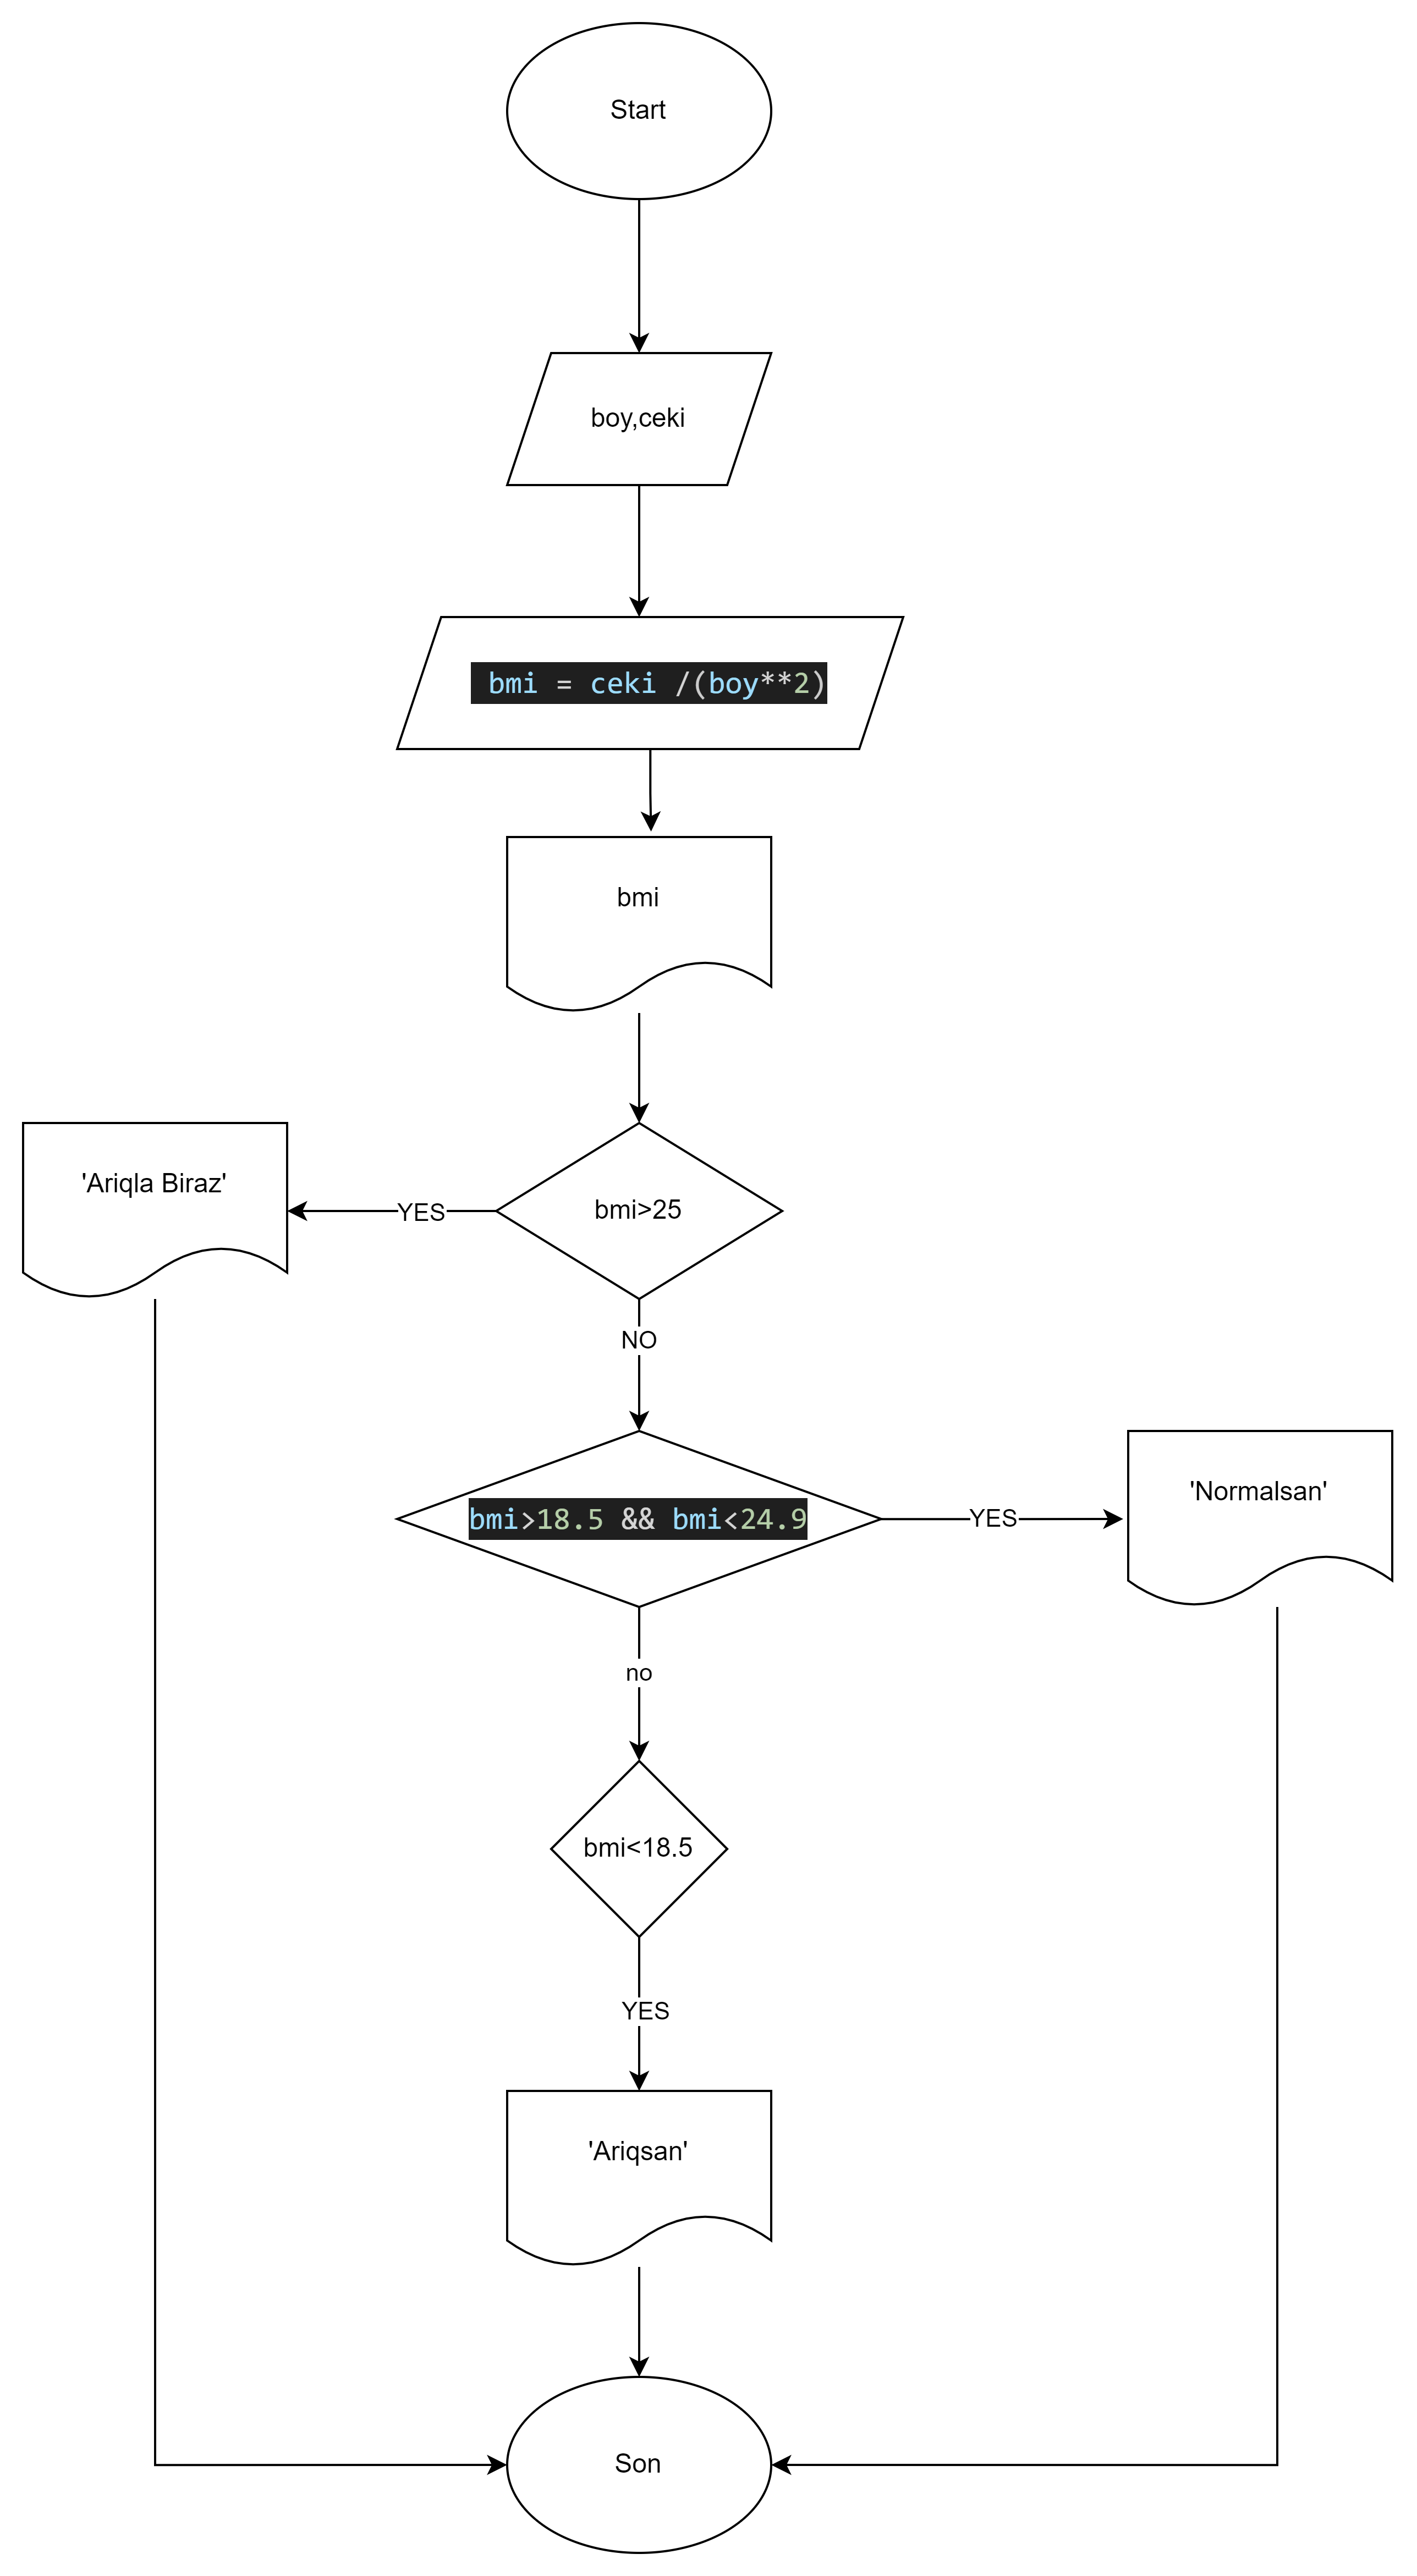 Start
boy,ceki
bmi = ceki /(boy**2)
bmi
bmi>25
YES
'Ariqla Biraz'
NO
bmi>18.5 && bmi<24.9
YES
'Normalsan'
no
bmi<18.5
YES
'Ariqsan'
Son